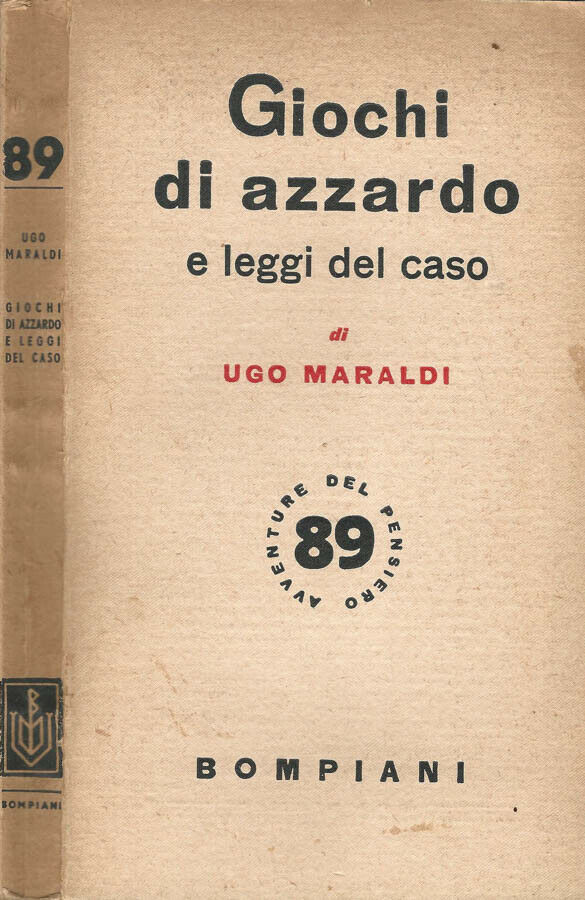 89
UGO
MARALDI
GIOCHI
DI AZZARDO
E LEGGI
DEL CASO
BOMPIANI
Giochi
di azzardo
e leggi del caso
di
UGO MARALDI
AVVENTURE DEL PENSIERO
89
BOMPIANI